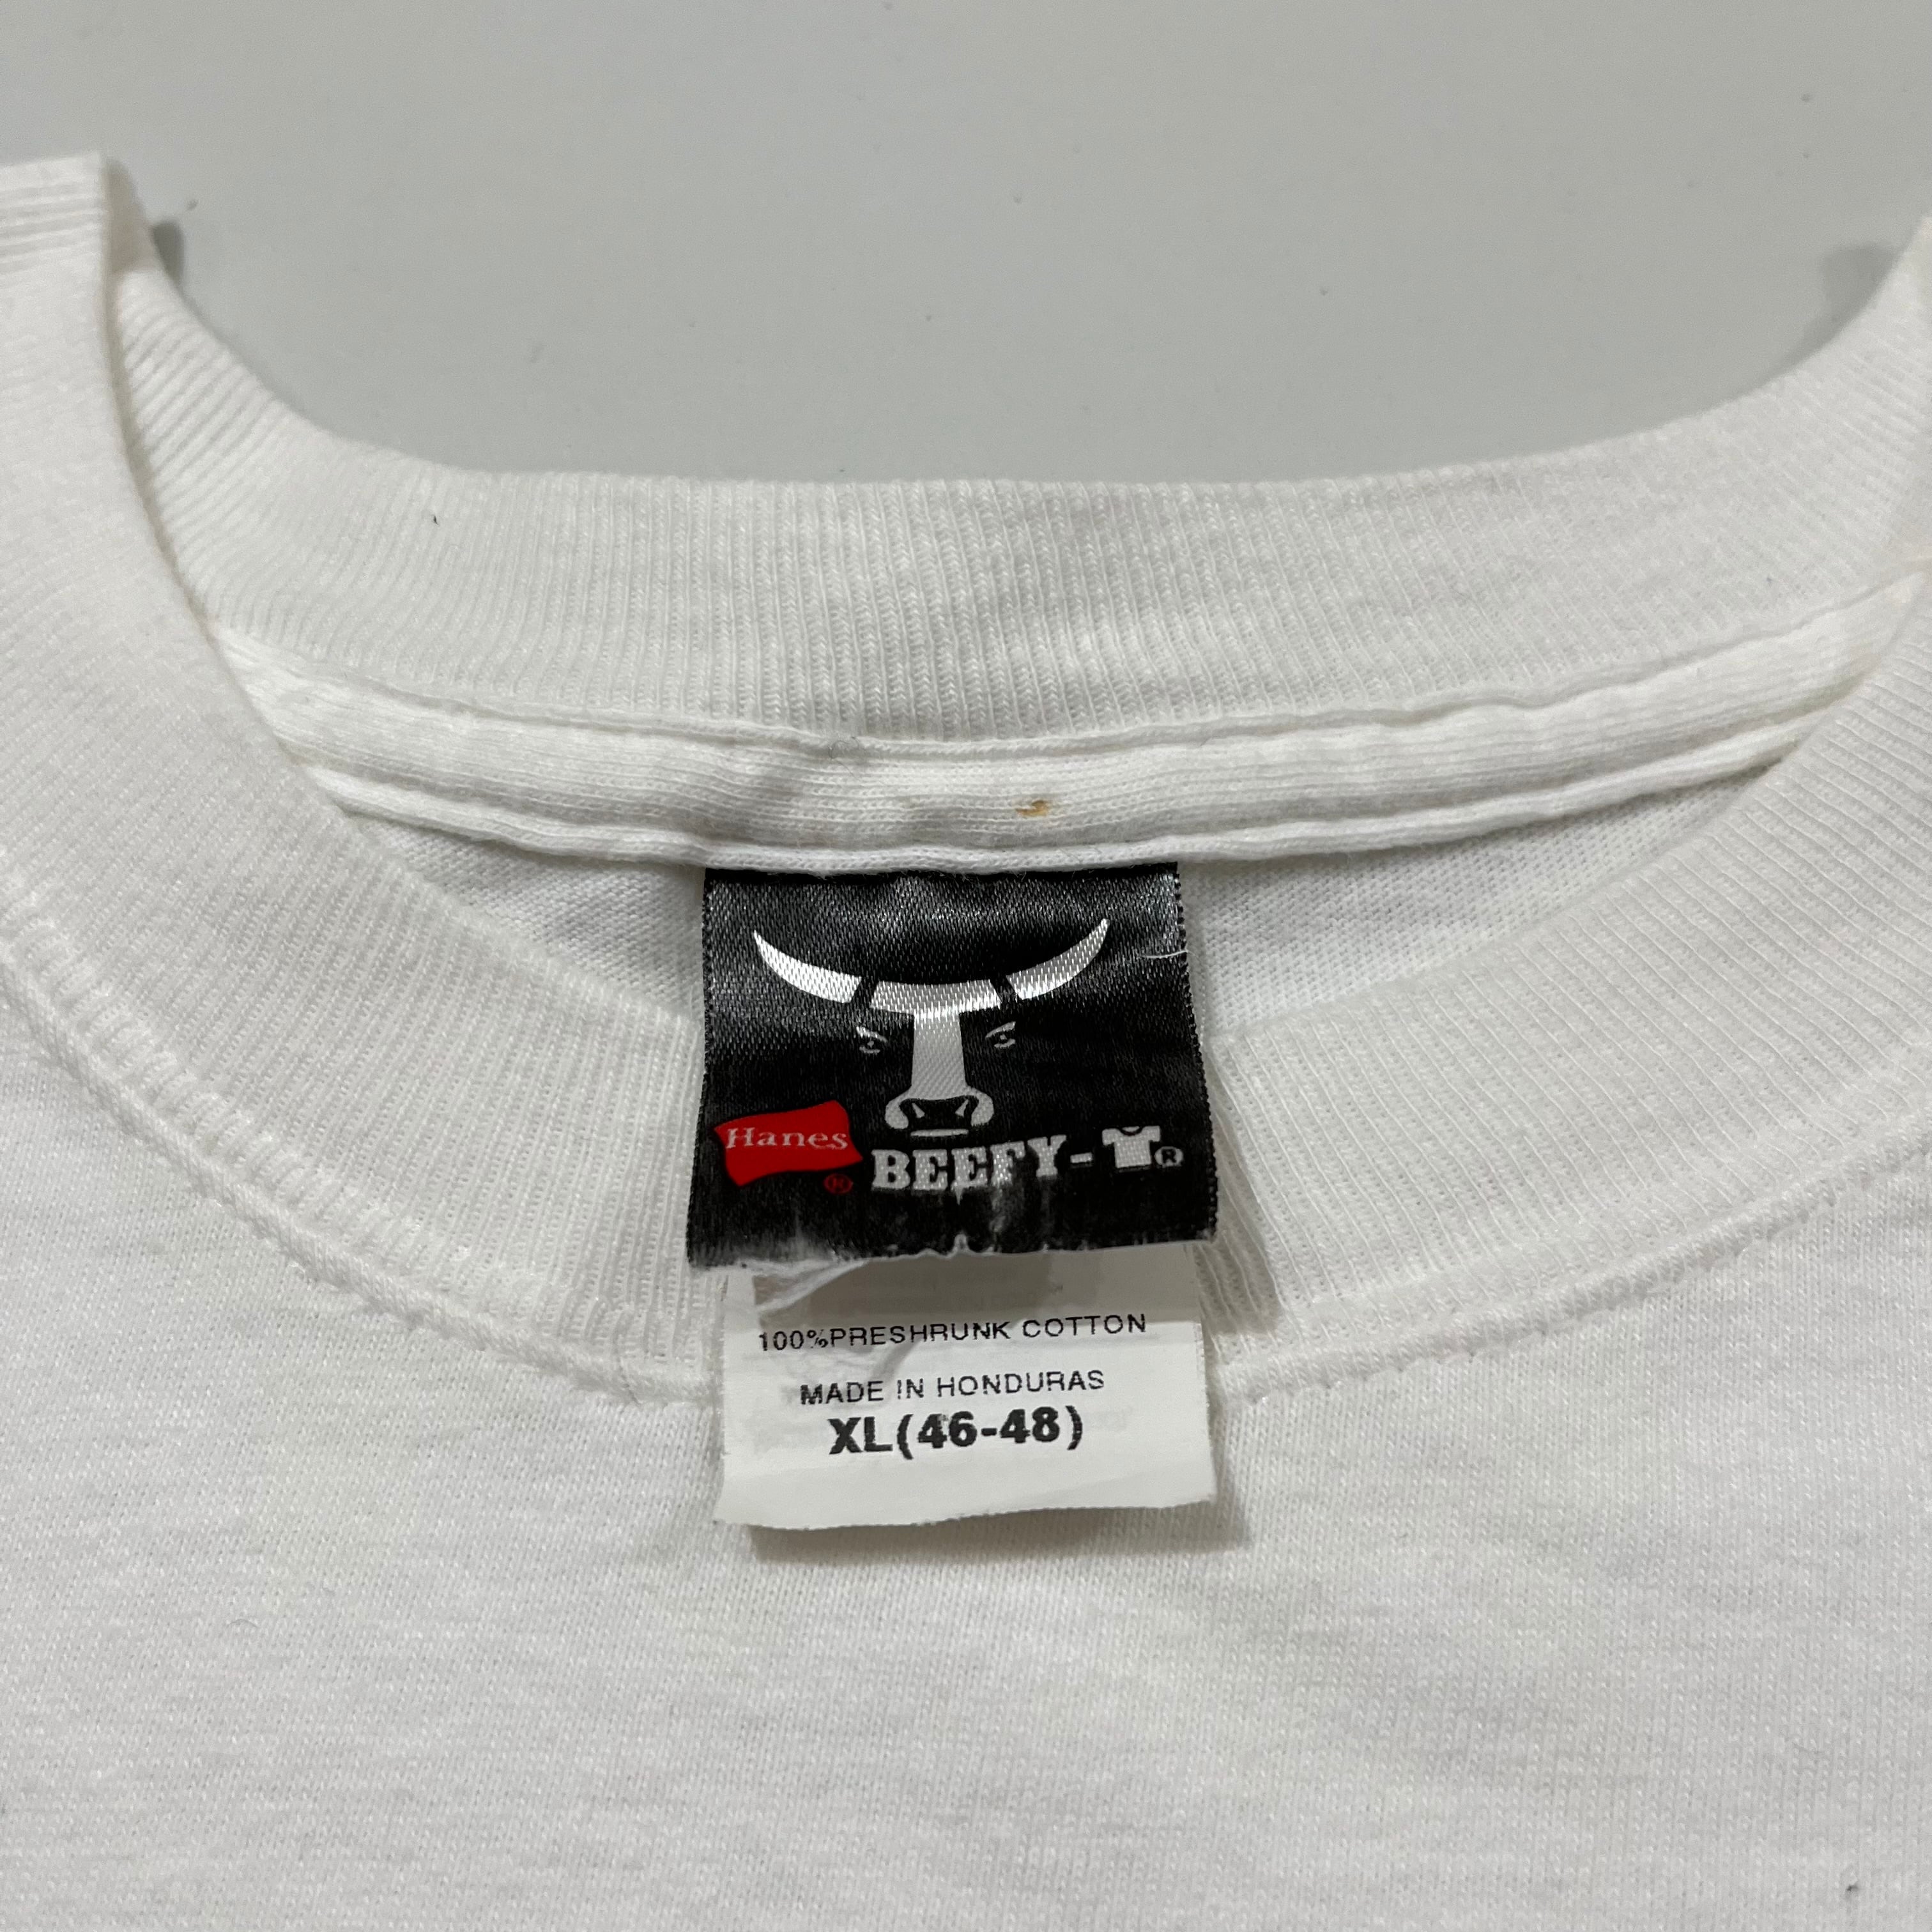 Hanes
®
BEEFY-T®
100%PRESHRUNK COTTON
MADE IN HONDURAS
XL(46-48)